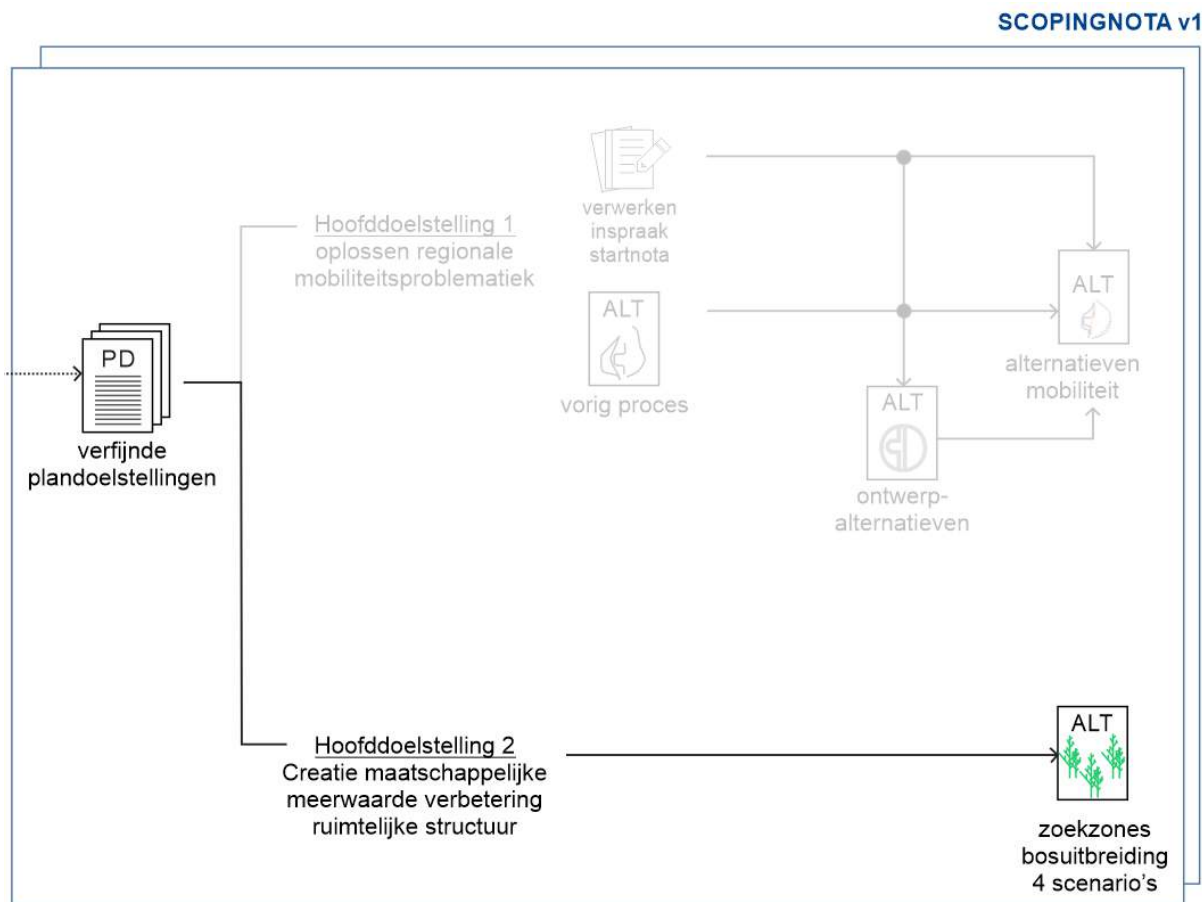 SCOPINGNOTA v1
Hoofddoelstelling 1
oplossen regionale
mobiliteitsproblematiek
verwerken
inspraak
startnota
ALT
vorig proces
ALT
alternatieven
mobiliteit
ALT
ontwerp-
alternatieven
PD
verfijnde
plandoelstellingen
Hoofddoelstelling 2
Creatie maatschappelijke
meerwaarde verbetering
ruimtelijke structuur
ALT
zoekzones
bosuitbreiding
4 scenario's